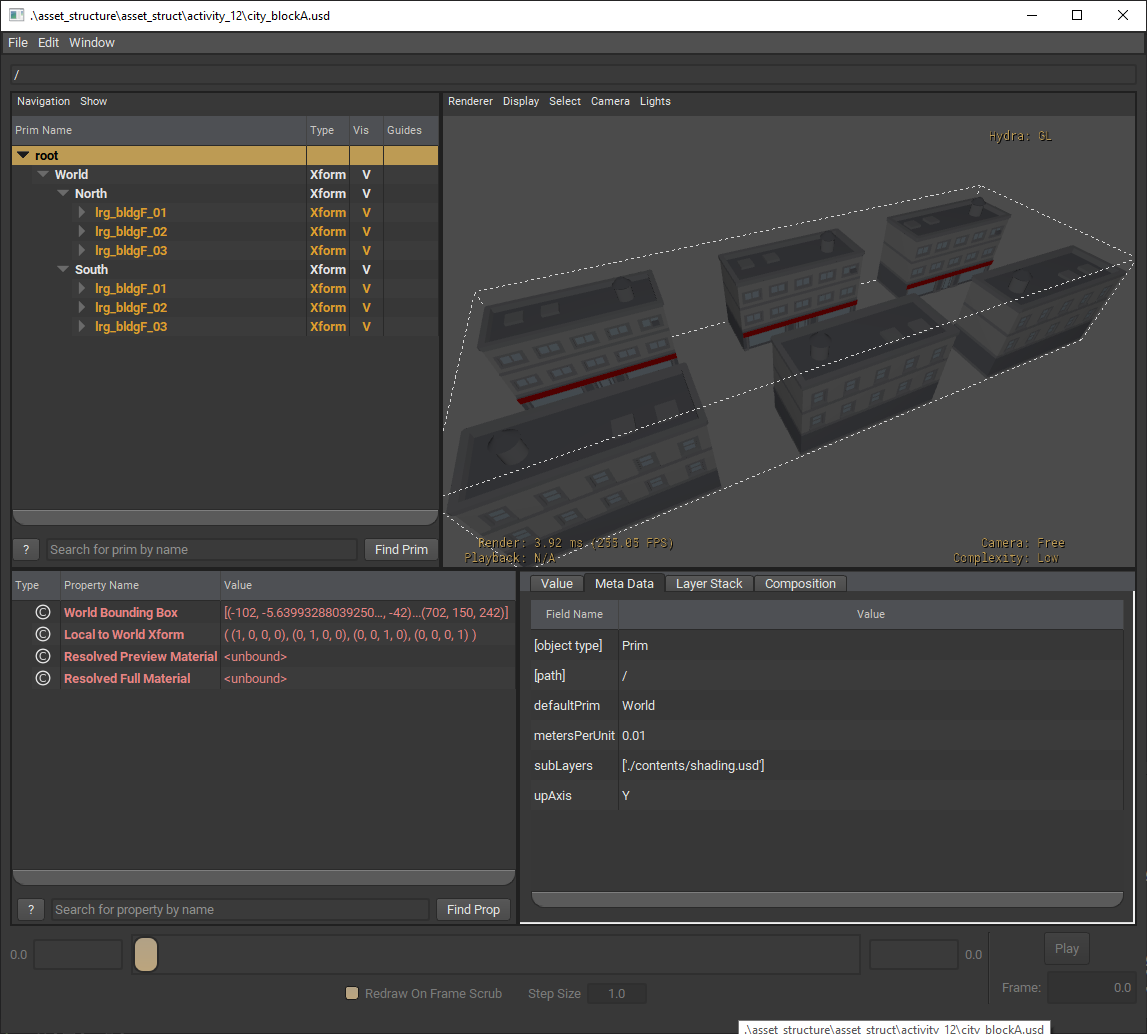 .\asset_structure\asset_struct\activity_12\city_blockA.usd
File Edit Window
/
Navigation Show
Prim Name Type Vis Guides
root
World Xform V
North Xform V
lrg_bldgF_01 Xform V
lrg_bldgF_02 Xform V
lrg_bldgF_03 Xform V
South Xform V
lrg_bldgF_01 Xform V
lrg_bldgF_02 Xform V
lrg_bldgF_03 Xform V
? Search for prim by name Find Prim
Renderer Display Select Camera Lights
Hydra: GL
Render: 3.92 ms (255.05 FPS)
Playback: N/A
Camera: Free
Complexity: Low
Type Property Name Value
© World Bounding Box [(-102, -5.63993288039250..., -42)...(702, 150, 242)]
© Local to World Xform ( (1, 0, 0, 0), (0, 1, 0, 0), (0, 0, 1, 0), (0, 0, 0, 1) )
© Resolved Preview Material <unbound>
© Resolved Full Material <unbound>
? Search for property by name Find Prop
Value Meta Data Layer Stack Composition
Field Name Value
[object type] Prim
[path] /
defaultPrim World
metersPerUnit 0.01
subLayers ['./contents/shading.usd']
upAxis Y
0.0 0.0 Play
Redraw On Frame Scrub Step Size 1.0 Frame: 0.0
.\asset_structure\asset_struct\activity_12\city_blockA.usd